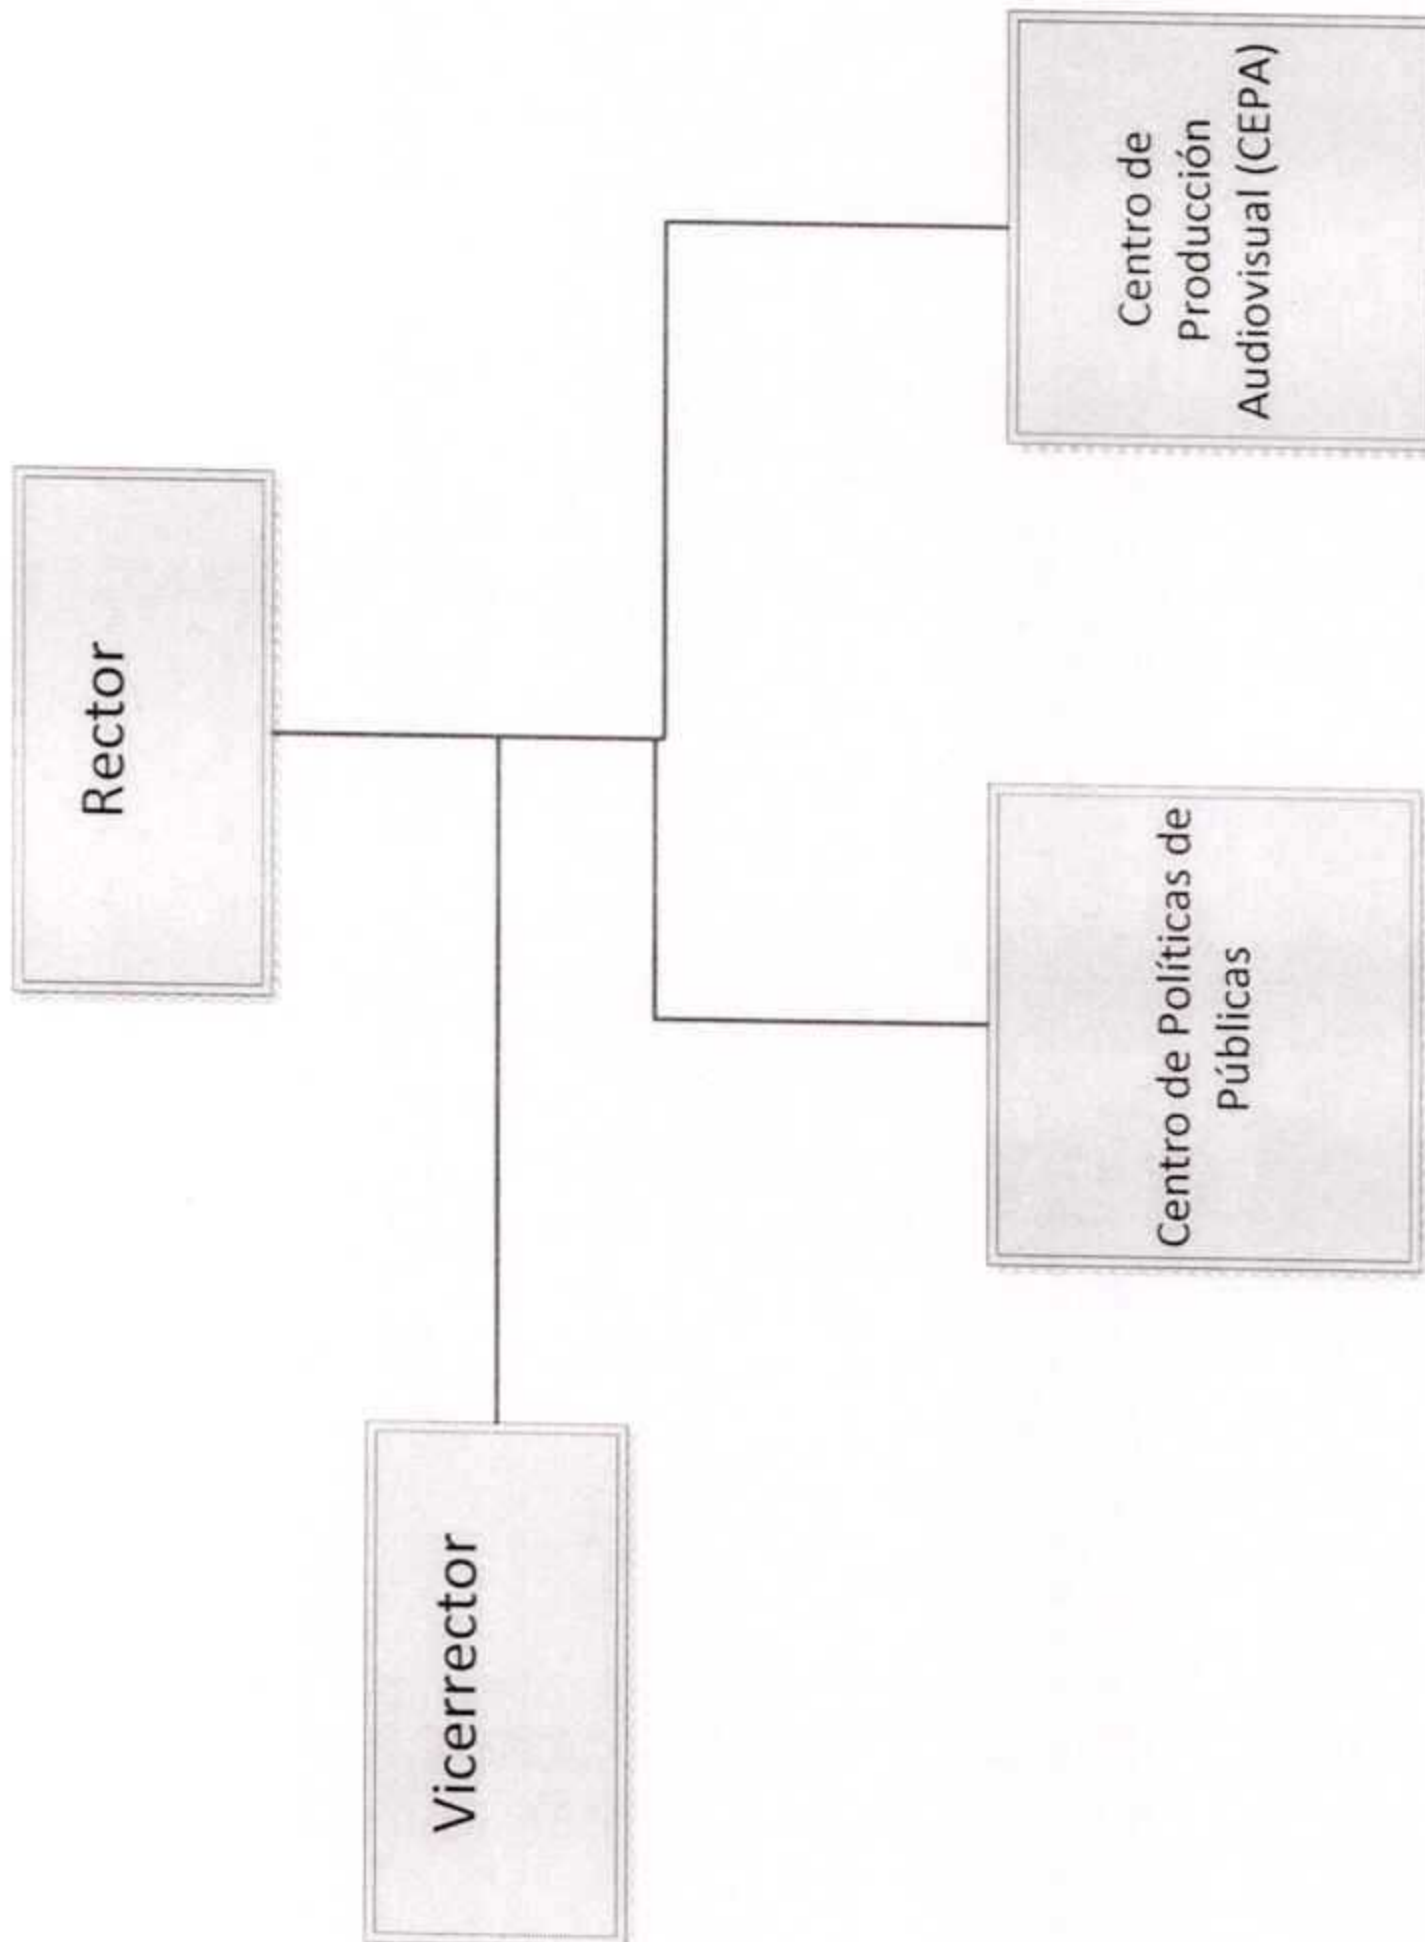 Rector
Vicerrector
Centro de Políticas de
Públicas
Centro de
Producción
Audiovisual (CEPA)